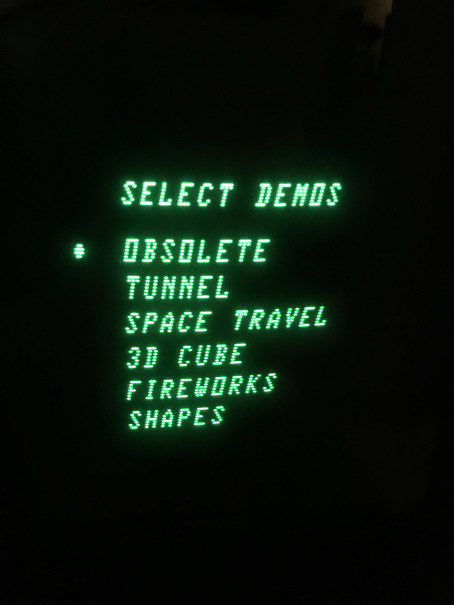 SELECT DEMOS
* OBSOLETE
TUNNEL
SPACE TRAVEL
3D CUBE
FIREWORKS
SHAPES